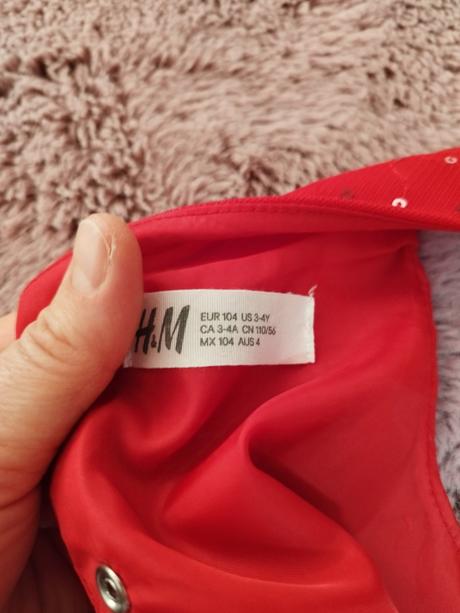 H&M
EUR 104 US 3-4Y
CA 3-4A CN 110/56
MX 104 AUS 4